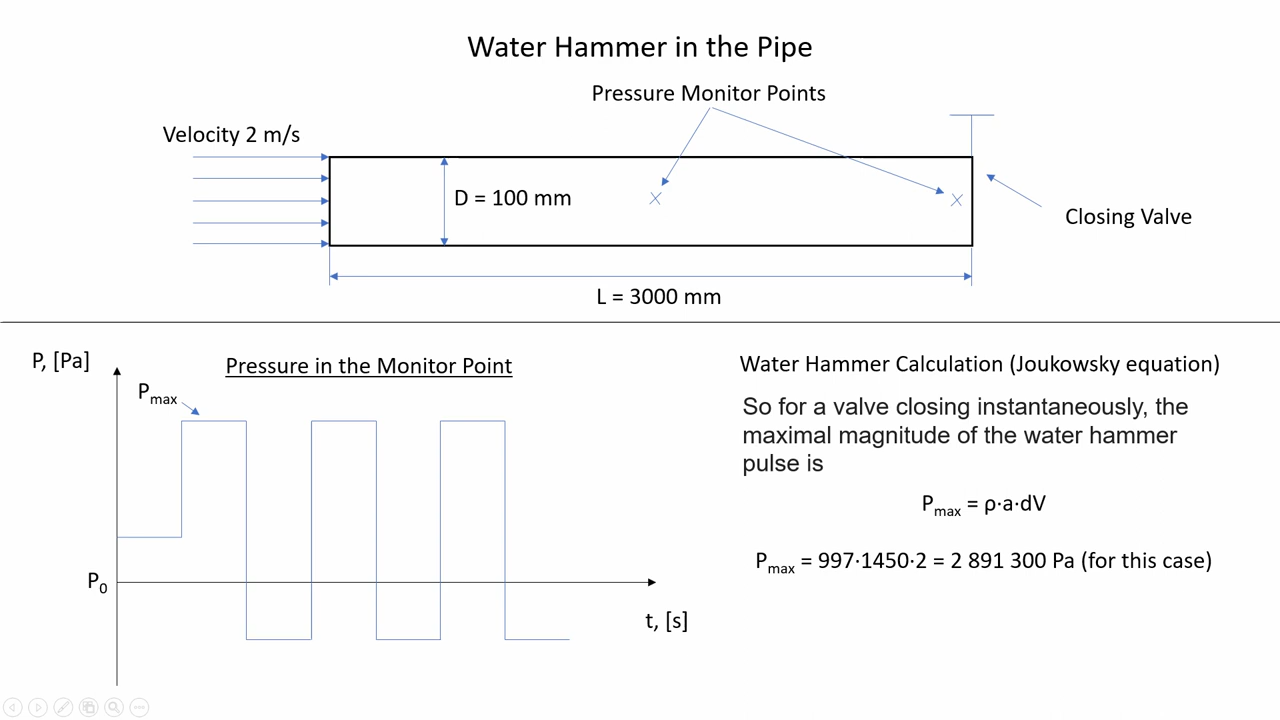 Water Hammer in the Pipe
Pressure Monitor Points
Velocity 2 m/s
D = 100 mm
Closing Valve
L = 3000 mm
P, [Pa]
Pressure in the Monitor Point
Pmax
P0
t, [s]
Water Hammer Calculation (Joukowsky equation)
So for a valve closing instantaneously, the
maximal magnitude of the water hammer
pulse is
Pmax = ρ·a·dV
Pmax = 997·1450·2 = 2 891 300 Pa (for this case)